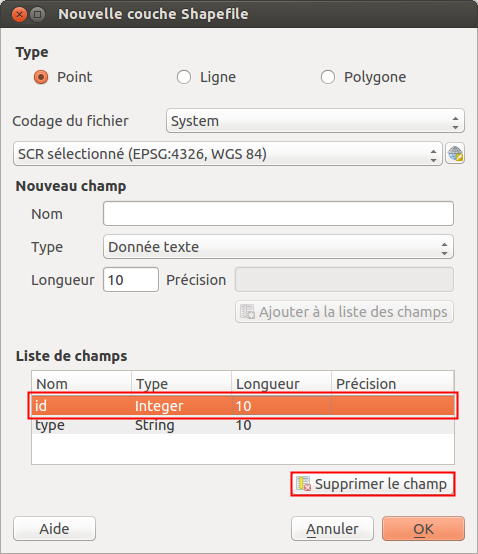 Nouvelle couche Shapefile
Type
Point Ligne Polygone
Codage du fichier System
SCR sélectionné (EPSG:4326, WGS 84)
Nouveau champ
Nom
Type Donnée texte
Longueur 10 Précision
Ajouter à la liste des champs
Liste de champs
Nom Type Longueur Précision
id Integer 10
type String 10
Supprimer le champ
Aide Annuler OK